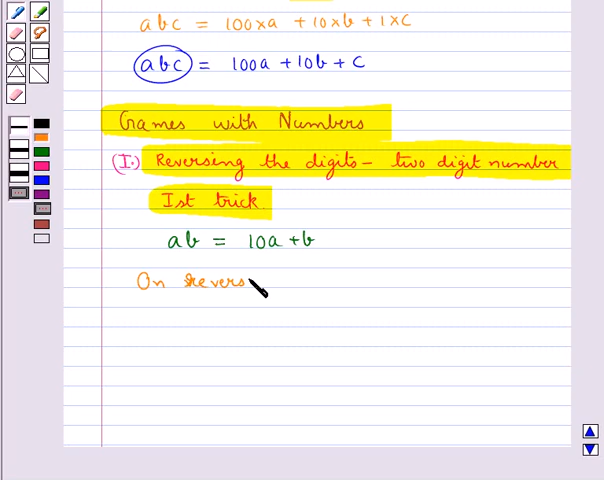 abc = 100xa + 10xb + 1xC
abc = 100a + 10b + C
Games with Numbers
(I.) Reversing the digits - two digit number
Ist trick.
ab = 10a + b
On revers